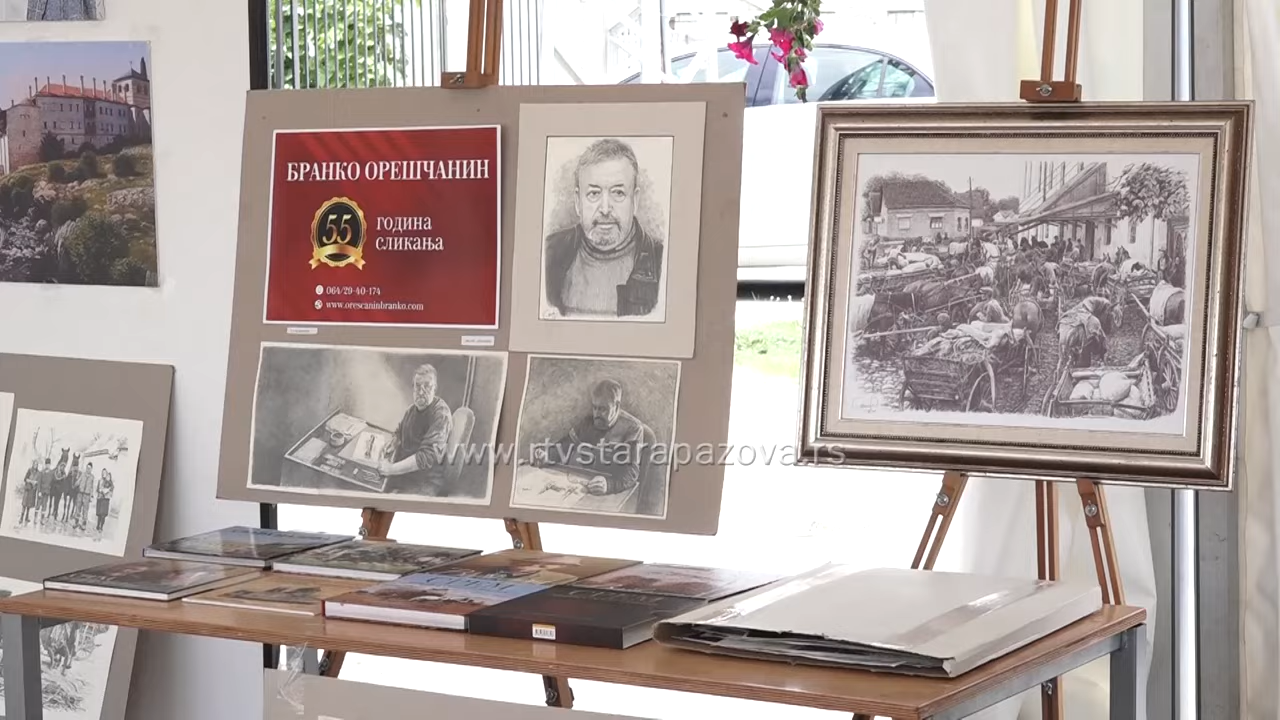 БРАНКО ОРЕШЧАНИН
55
година
сликања
064/29-40-174
www.orescaninbranko.com
www.rtvstarapazova.rs